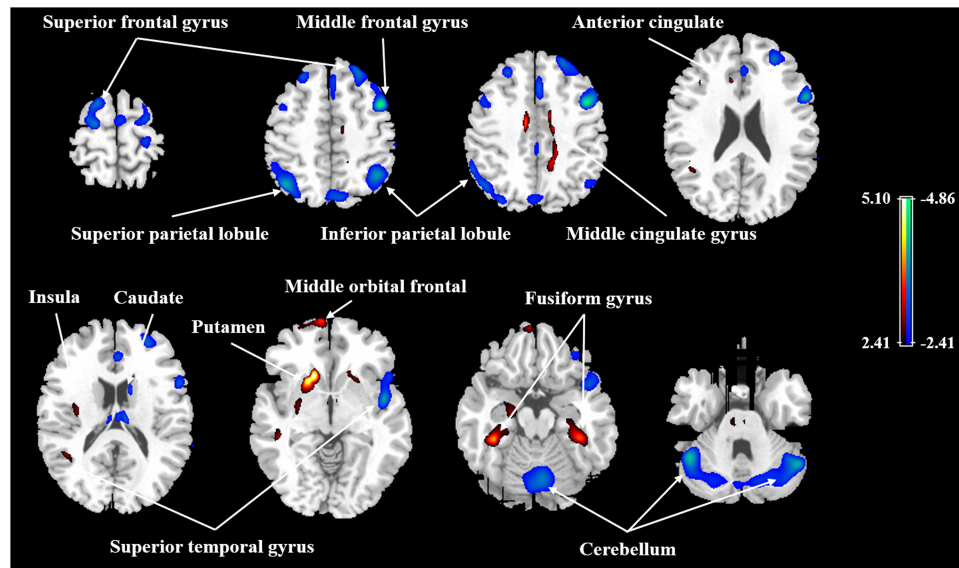 Superior frontal gyrus
Middle frontal gyrus
Anterior cingulate
Superior parietal lobule
Inferior parietal lobule
Middle cingulate gyrus
5.10
-4.86
2.41
-2.41
Insula
Caudate
Middle orbital frontal
Putamen
Fusiform gyrus
Superior temporal gyrus
Cerebellum